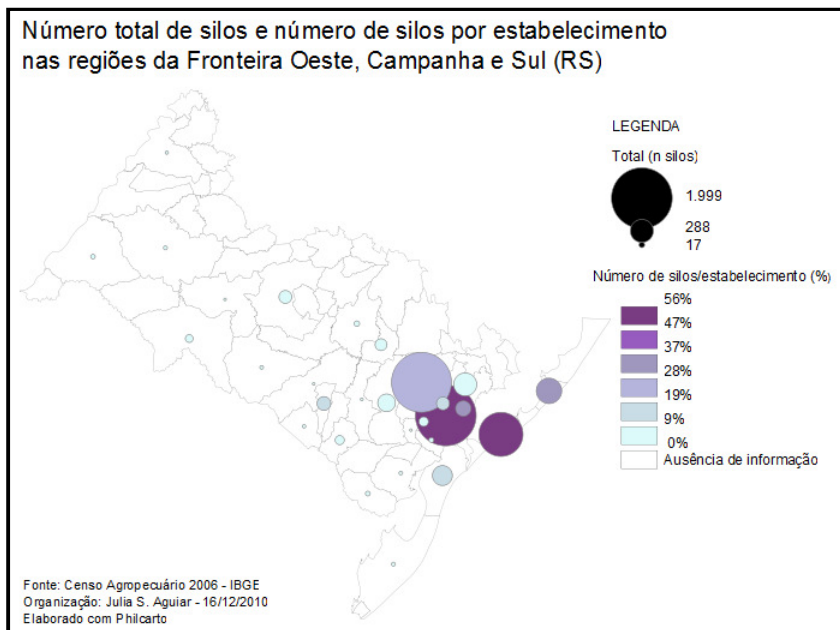 Número total de silos e número de silos por estabelecimento
nas regiões da Fronteira Oeste, Campanha e Sul (RS)
LEGENDA
Total (n silos)
1.999
288
17
Número de silos/estabelecimento (%)
56%
47%
37%
28%
19%
9%
0%
Ausência de informação
Fonte: Censo Agropecuário 2006 - IBGE
Organização: Julia S. Aguiar - 16/12/2010
Elaborado com Philcarto